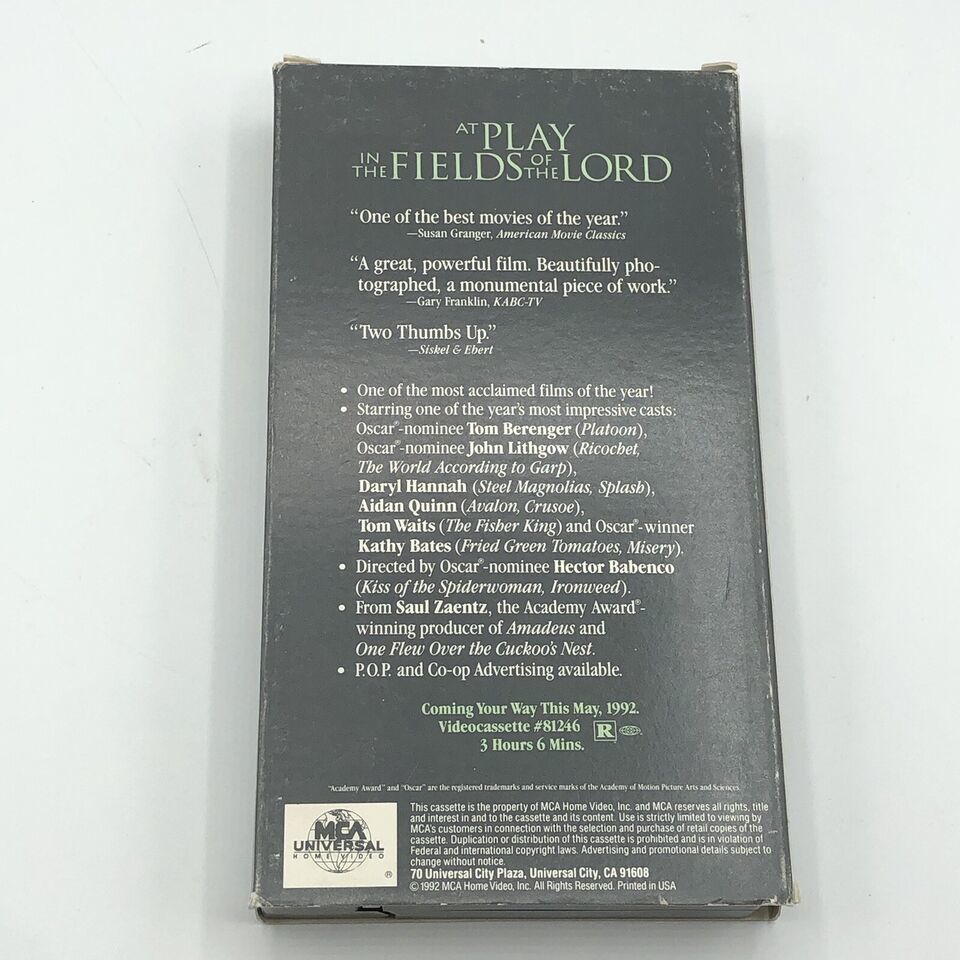 AT PLAY
IN THE FIELDS OF THE LORD
“One of the best movies of the year.”
—Susan Granger, American Movie Classics
“A great, powerful film. Beautifully pho-
tographed, a monumental piece of work.”
—Gary Franklin, KABC-TV
“Two Thumbs Up.”
—Siskel & Ebert
• One of the most acclaimed films of the year!
• Starring one of the year's most impressive casts:
Oscar®-nominee Tom Berenger (Platoon),
Oscar®-nominee John Lithgow (Ricochet,
The World According to Garp),
Daryl Hannah (Steel Magnolias, Splash),
Aidan Quinn (Avalon, Crusoe),
Tom Waits (The Fisher King) and Oscar®-winner
Kathy Bates (Fried Green Tomatoes, Misery).
• Directed by Oscar®-nominee Hector Babenco
(Kiss of the Spiderwoman, Ironweed).
• From Saul Zaentz, the Academy Award®-
winning producer of Amadeus and
One Flew Over the Cuckoo's Nest.
• P.O.P. and Co-op Advertising available.
Coming Your Way This May, 1992.
Videocassette #81246 R
3 Hours 6 Mins.
"Academy Award" and "Oscar" are the registered trademarks and service marks of the Academy of Motion Picture Arts and Sciences.
MCA
UNIVERSAL
HOME VIDEO
®
This cassette is the property of MCA Home Video, Inc. and MCA reserves all rights, title
and interest in and to the cassette and its content. Use is strictly limited to viewing by
MCA's customers in connection with the selection and purchase of retail copies of the
cassette. Duplication or distribution of this cassette is prohibited and is in violation of
Federal and international copyright laws. Advertising and promotional details subject to
change without notice.
70 Universal City Plaza, Universal City, CA 91608
© 1992 MCA Home Video, Inc. All Rights Reserved. Printed in USA